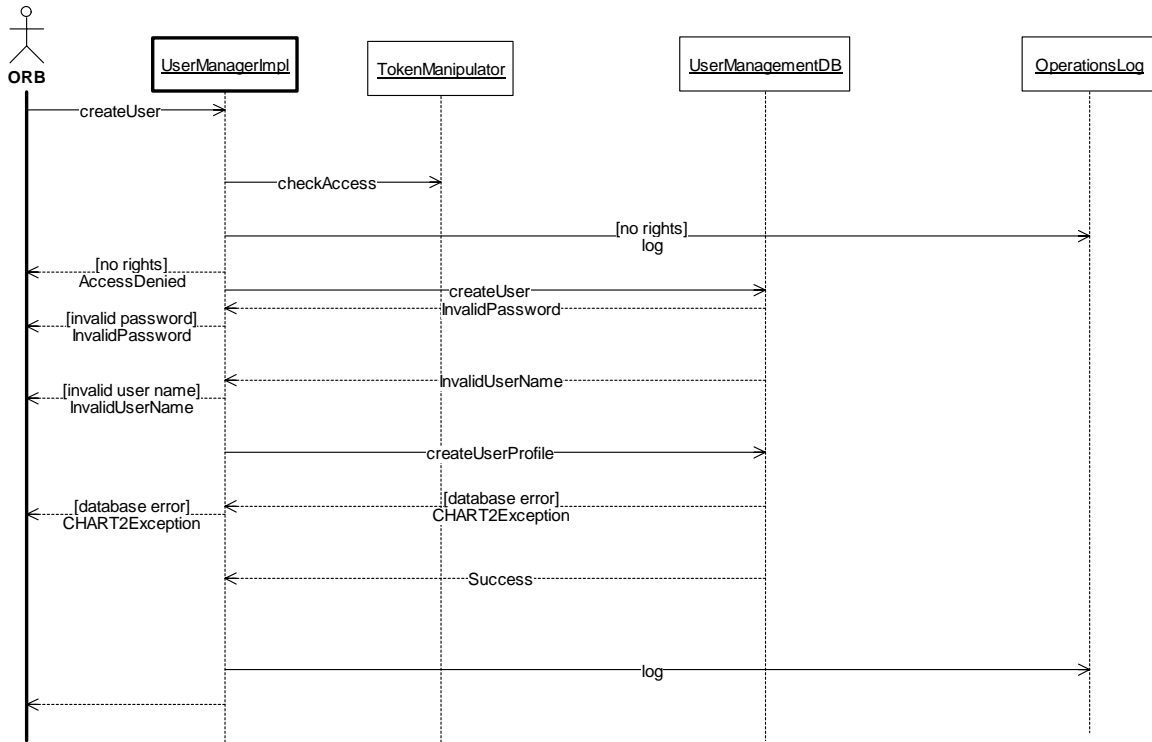 ORB
UserManagerImpl
TokenManipulator
UserManagementDB
OperationsLog
createUser
checkAccess
[no rights]
log
[no rights]
AccessDenied
createUser
InvalidPassword
[invalid password]
InvalidPassword
InvalidUserName
[invalid user name]
InvalidUserName
createUserProfile
[database error]
CHART2Exception
[database error]
CHART2Exception
Success
log